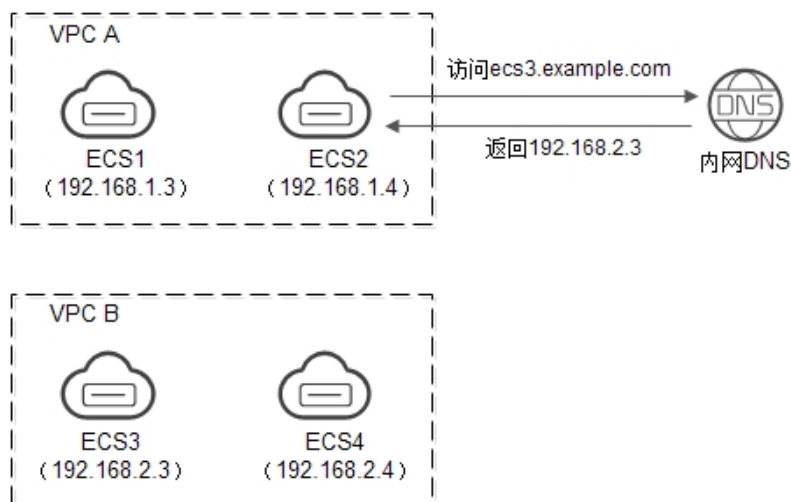 VPC A
访问ecs3.example.com
DNS
ECS1
ECS2
返回192.168.2.3
内网DNS
（192.168.1.3）
（192.168.1.4）
VPC B
ECS3
ECS4
（192.168.2.3）
（192.168.2.4）